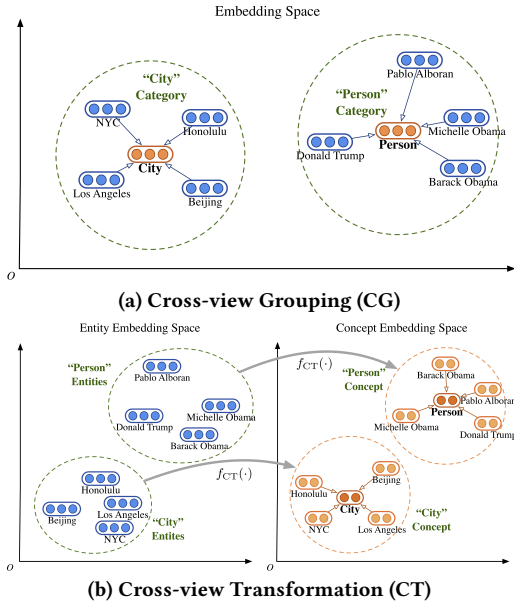 Embedding Space
"City"
Category
NYC
Honolulu
City
Los Angeles
Beijing
"Person"
Category
Pablo Alboran
Michelle Obama
Person
Donald Trump
Barack Obama
O
(a) Cross-view Grouping (CG)
Entity Embedding Space
"Person"
Entities
Pablo Alboran
Michelle Obama
Donald Trump
Barack Obama
f_CT(·)
Honolulu
Los Angeles
Beijing
NYC
"City"
Entites
f_CT(·)
O
Concept Embedding Space
"Person"
Concept
Barack Obama
Pablo Alboran
Person
Michelle Obama
Donald Trump
Beijing
Honolulu
City
NYC
Los Angeles
"City"
Concept
O
(b) Cross-view Transformation (CT)